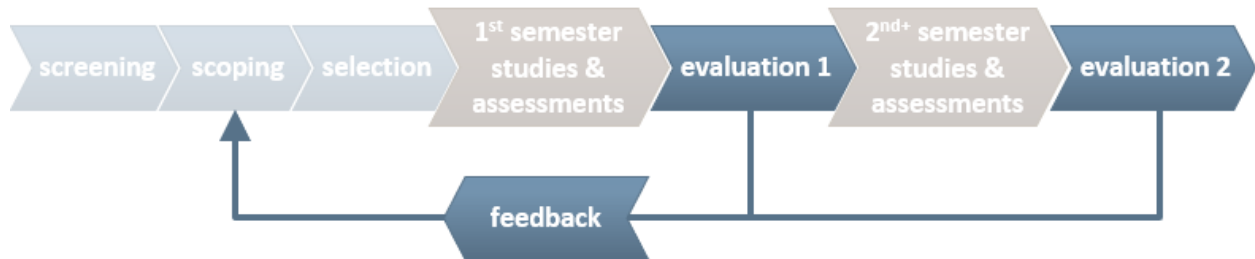 screening
scoping
selection
1st semester
studies &
assessments
evaluation 1
2nd+ semester
studies &
assessments
evaluation 2
feedback